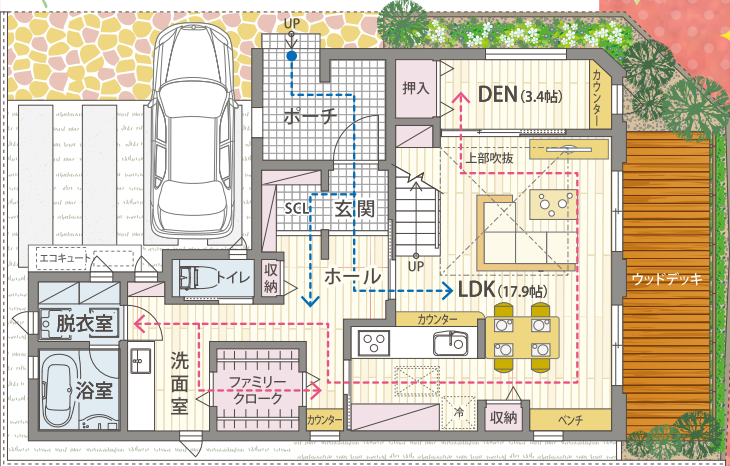 UP
ポーチ
押入
DEN(3.4帖)
カウンター
上部吹抜
SCL
玄関
エコキュート
トイレ
収納
ホール
UP
LDK(17.9帖)
ウッドデッキ
脱衣室
カウンター
洗面室
浴室
ファミリー
クローク
カウンター
冷
収納
ベンチ